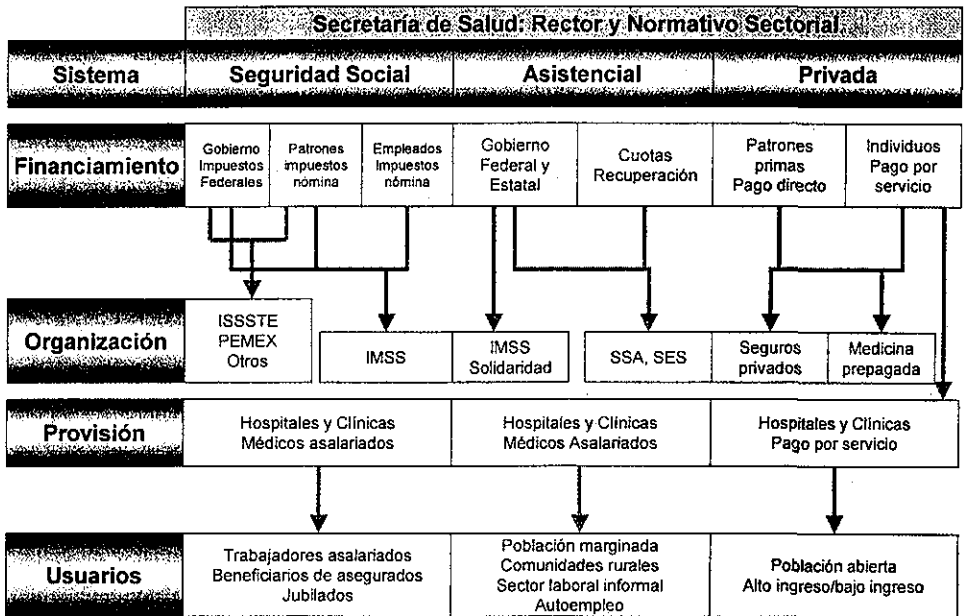 Secretaría de Salud: Rector y Normativo Sectorial
Sistema
Seguridad Social
Asistencial
Privada
Financiamiento
Gobierno
Impuestos
Federales
Patrones
impuestos
nómina
Empleados
Impuestos
nómina
Gobierno
Federal y
Estatal
Cuotas
Recuperación
Patrones
primas
Pago directo
Individuos
Pago por
servicio
Organización
ISSSTE
PEMEX
Otros
IMSS
IMSS
Solidaridad
SSA, SES
Seguros
privados
Medicina
prepagada
Provisión
Hospitales y Clínicas
Médicos asalariados
Hospitales y Clínicas
Médicos Asalariados
Hospitales y Clínicas
Pago por servicio
Usuarios
Trabajadores asalariados
Beneficiarios de asegurados
Jubilados
Población marginada
Comunidades rurales
Sector laboral informal
Autoempleo
Población abierta
Alto ingreso/bajo ingreso